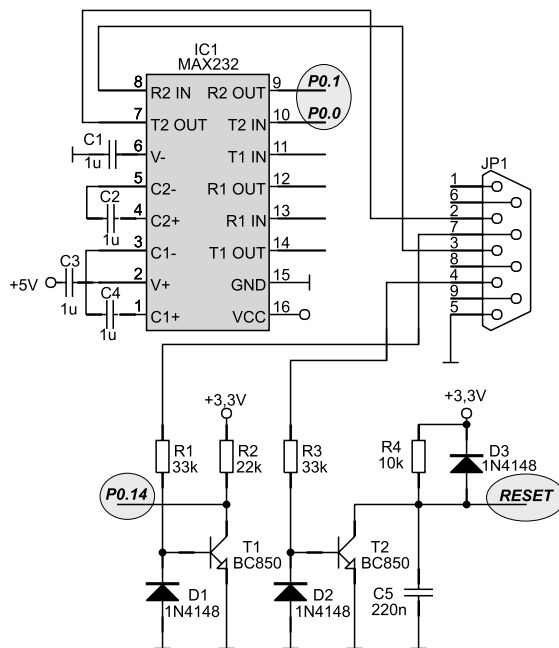 IC1
MAX232
8 R2 IN R2 OUT 9 P0.1
7 T2 OUT T2 IN 10 P0.0
6 V- T1 IN 11
5 C2- R1 OUT 12
4 C2+ R1 IN 13
3 C1- T1 OUT 14
2 V+ GND 15
1 C1+ VCC 16
C1
1u
C2
1u
C3
1u
+5V
C4
1u
JP1
1
6
2
7
3
8
4
9
5
+3,3V
+3,3V
R1
33k
R2
22k
R3
33k
R4
10k
D3
1N4148
P0.14
RESET
T1
BC850
T2
BC850
D1
1N4148
D2
1N4148
C5
220n